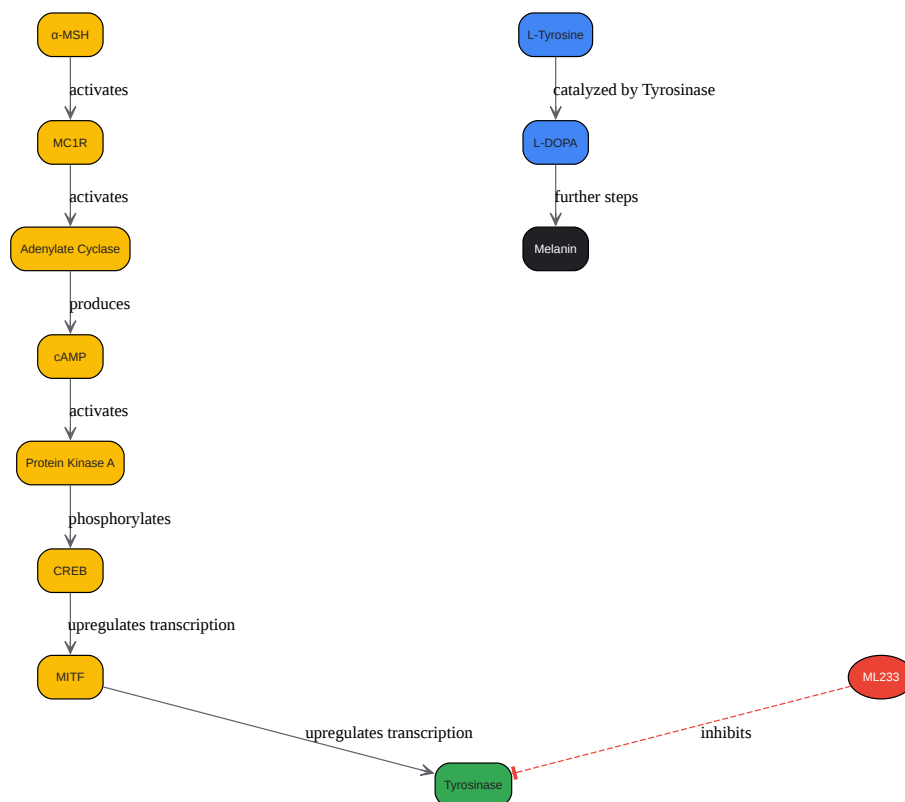 α-MSH
activates
MC1R
activates
Adenylate Cyclase
produces
cAMP
activates
Protein Kinase A
phosphorylates
CREB
upregulates transcription
MITF
upregulates transcription
Tyrosinase
L-Tyrosine
catalyzed by Tyrosinase
L-DOPA
further steps
Melanin
ML233
inhibits